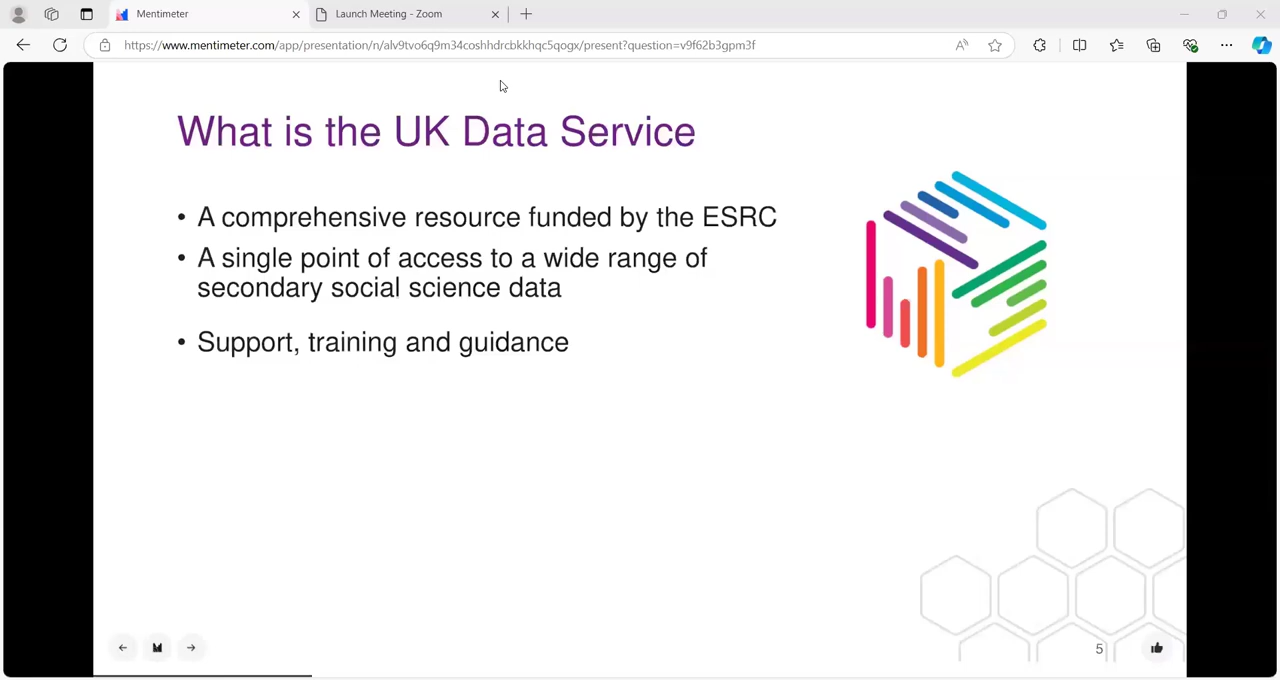 Mentimeter
Launch Meeting - Zoom
https://www.mentimeter.com/app/presentation/n/alv9tvo6q9m34coshhdrcbkkhqc5qogx/present?question=v9f62b3gpm3f
What is the UK Data Service
• A comprehensive resource funded by the ESRC
• A single point of access to a wide range of
secondary social science data
• Support, training and guidance
5